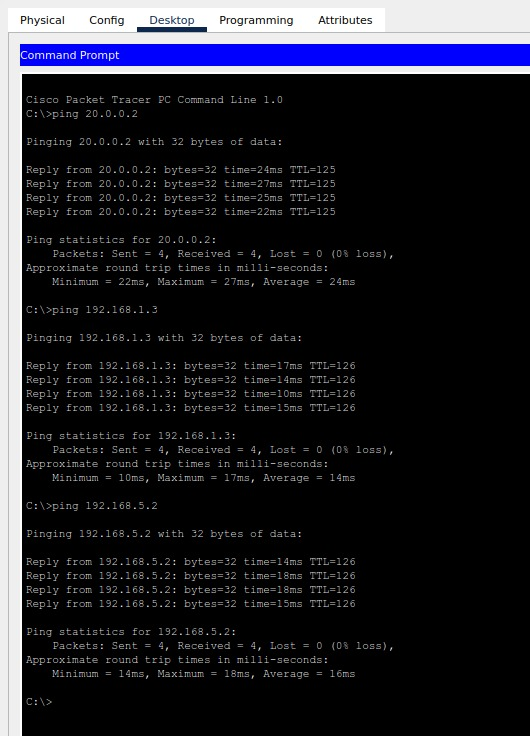 Physical Config Desktop Programming Attributes
Command Prompt
Cisco Packet Tracer PC Command Line 1.0
C:\>ping 20.0.0.2
Pinging 20.0.0.2 with 32 bytes of data:
Reply from 20.0.0.2: bytes=32 time=24ms TTL=125
Reply from 20.0.0.2: bytes=32 time=27ms TTL=125
Reply from 20.0.0.2: bytes=32 time=25ms TTL=125
Reply from 20.0.0.2: bytes=32 time=22ms TTL=125
Ping statistics for 20.0.0.2:
Packets: Sent = 4, Received = 4, Lost = 0 (0% loss),
Approximate round trip times in milli-seconds:
Minimum = 22ms, Maximum = 27ms, Average = 24ms
C:\>ping 192.168.1.3
Pinging 192.168.1.3 with 32 bytes of data:
Reply from 192.168.1.3: bytes=32 time=17ms TTL=126
Reply from 192.168.1.3: bytes=32 time=14ms TTL=126
Reply from 192.168.1.3: bytes=32 time=10ms TTL=126
Reply from 192.168.1.3: bytes=32 time=15ms TTL=126
Ping statistics for 192.168.1.3:
Packets: Sent = 4, Received = 4, Lost = 0 (0% loss),
Approximate round trip times in milli-seconds:
Minimum = 10ms, Maximum = 17ms, Average = 14ms
C:\>ping 192.168.5.2
Pinging 192.168.5.2 with 32 bytes of data:
Reply from 192.168.5.2: bytes=32 time=14ms TTL=126
Reply from 192.168.5.2: bytes=32 time=18ms TTL=126
Reply from 192.168.5.2: bytes=32 time=18ms TTL=126
Reply from 192.168.5.2: bytes=32 time=15ms TTL=126
Ping statistics for 192.168.5.2:
Packets: Sent = 4, Received = 4, Lost = 0 (0% loss),
Approximate round trip times in milli-seconds:
Minimum = 14ms, Maximum = 18ms, Average = 16ms
C:\>